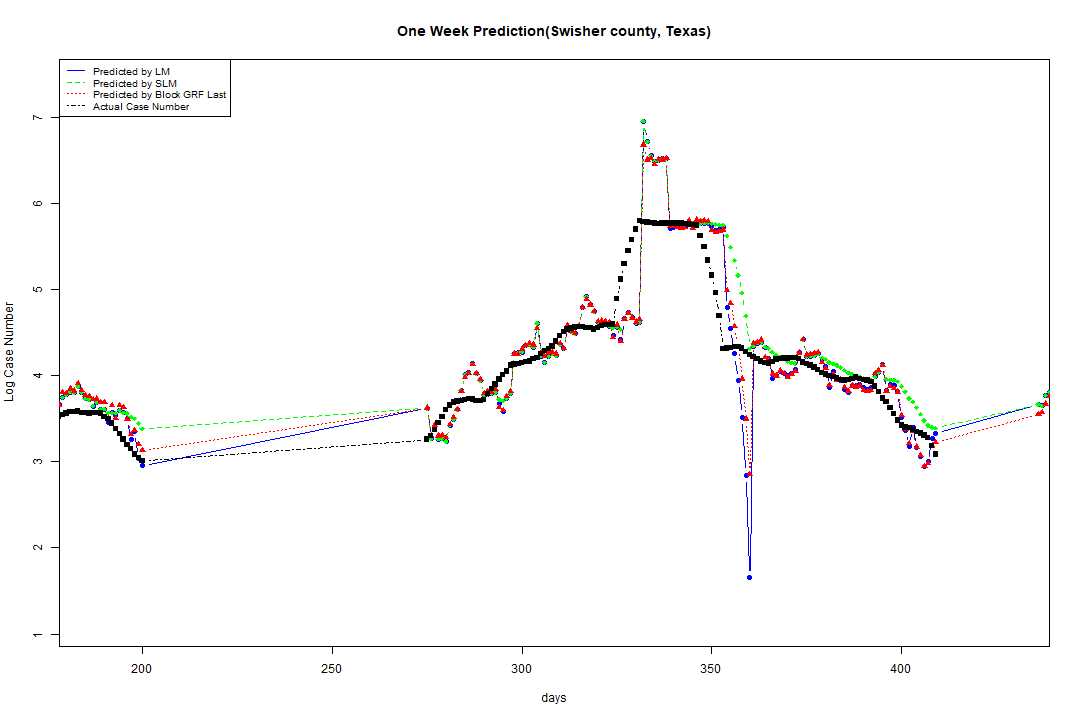 One Week Prediction(Swisher county, Texas)
Predicted by LM
Predicted by SLM
Predicted by Block GRF Last
Actual Case Number
7
6
5
4
3
2
1
Log Case Number
200 250 300 350 400
days